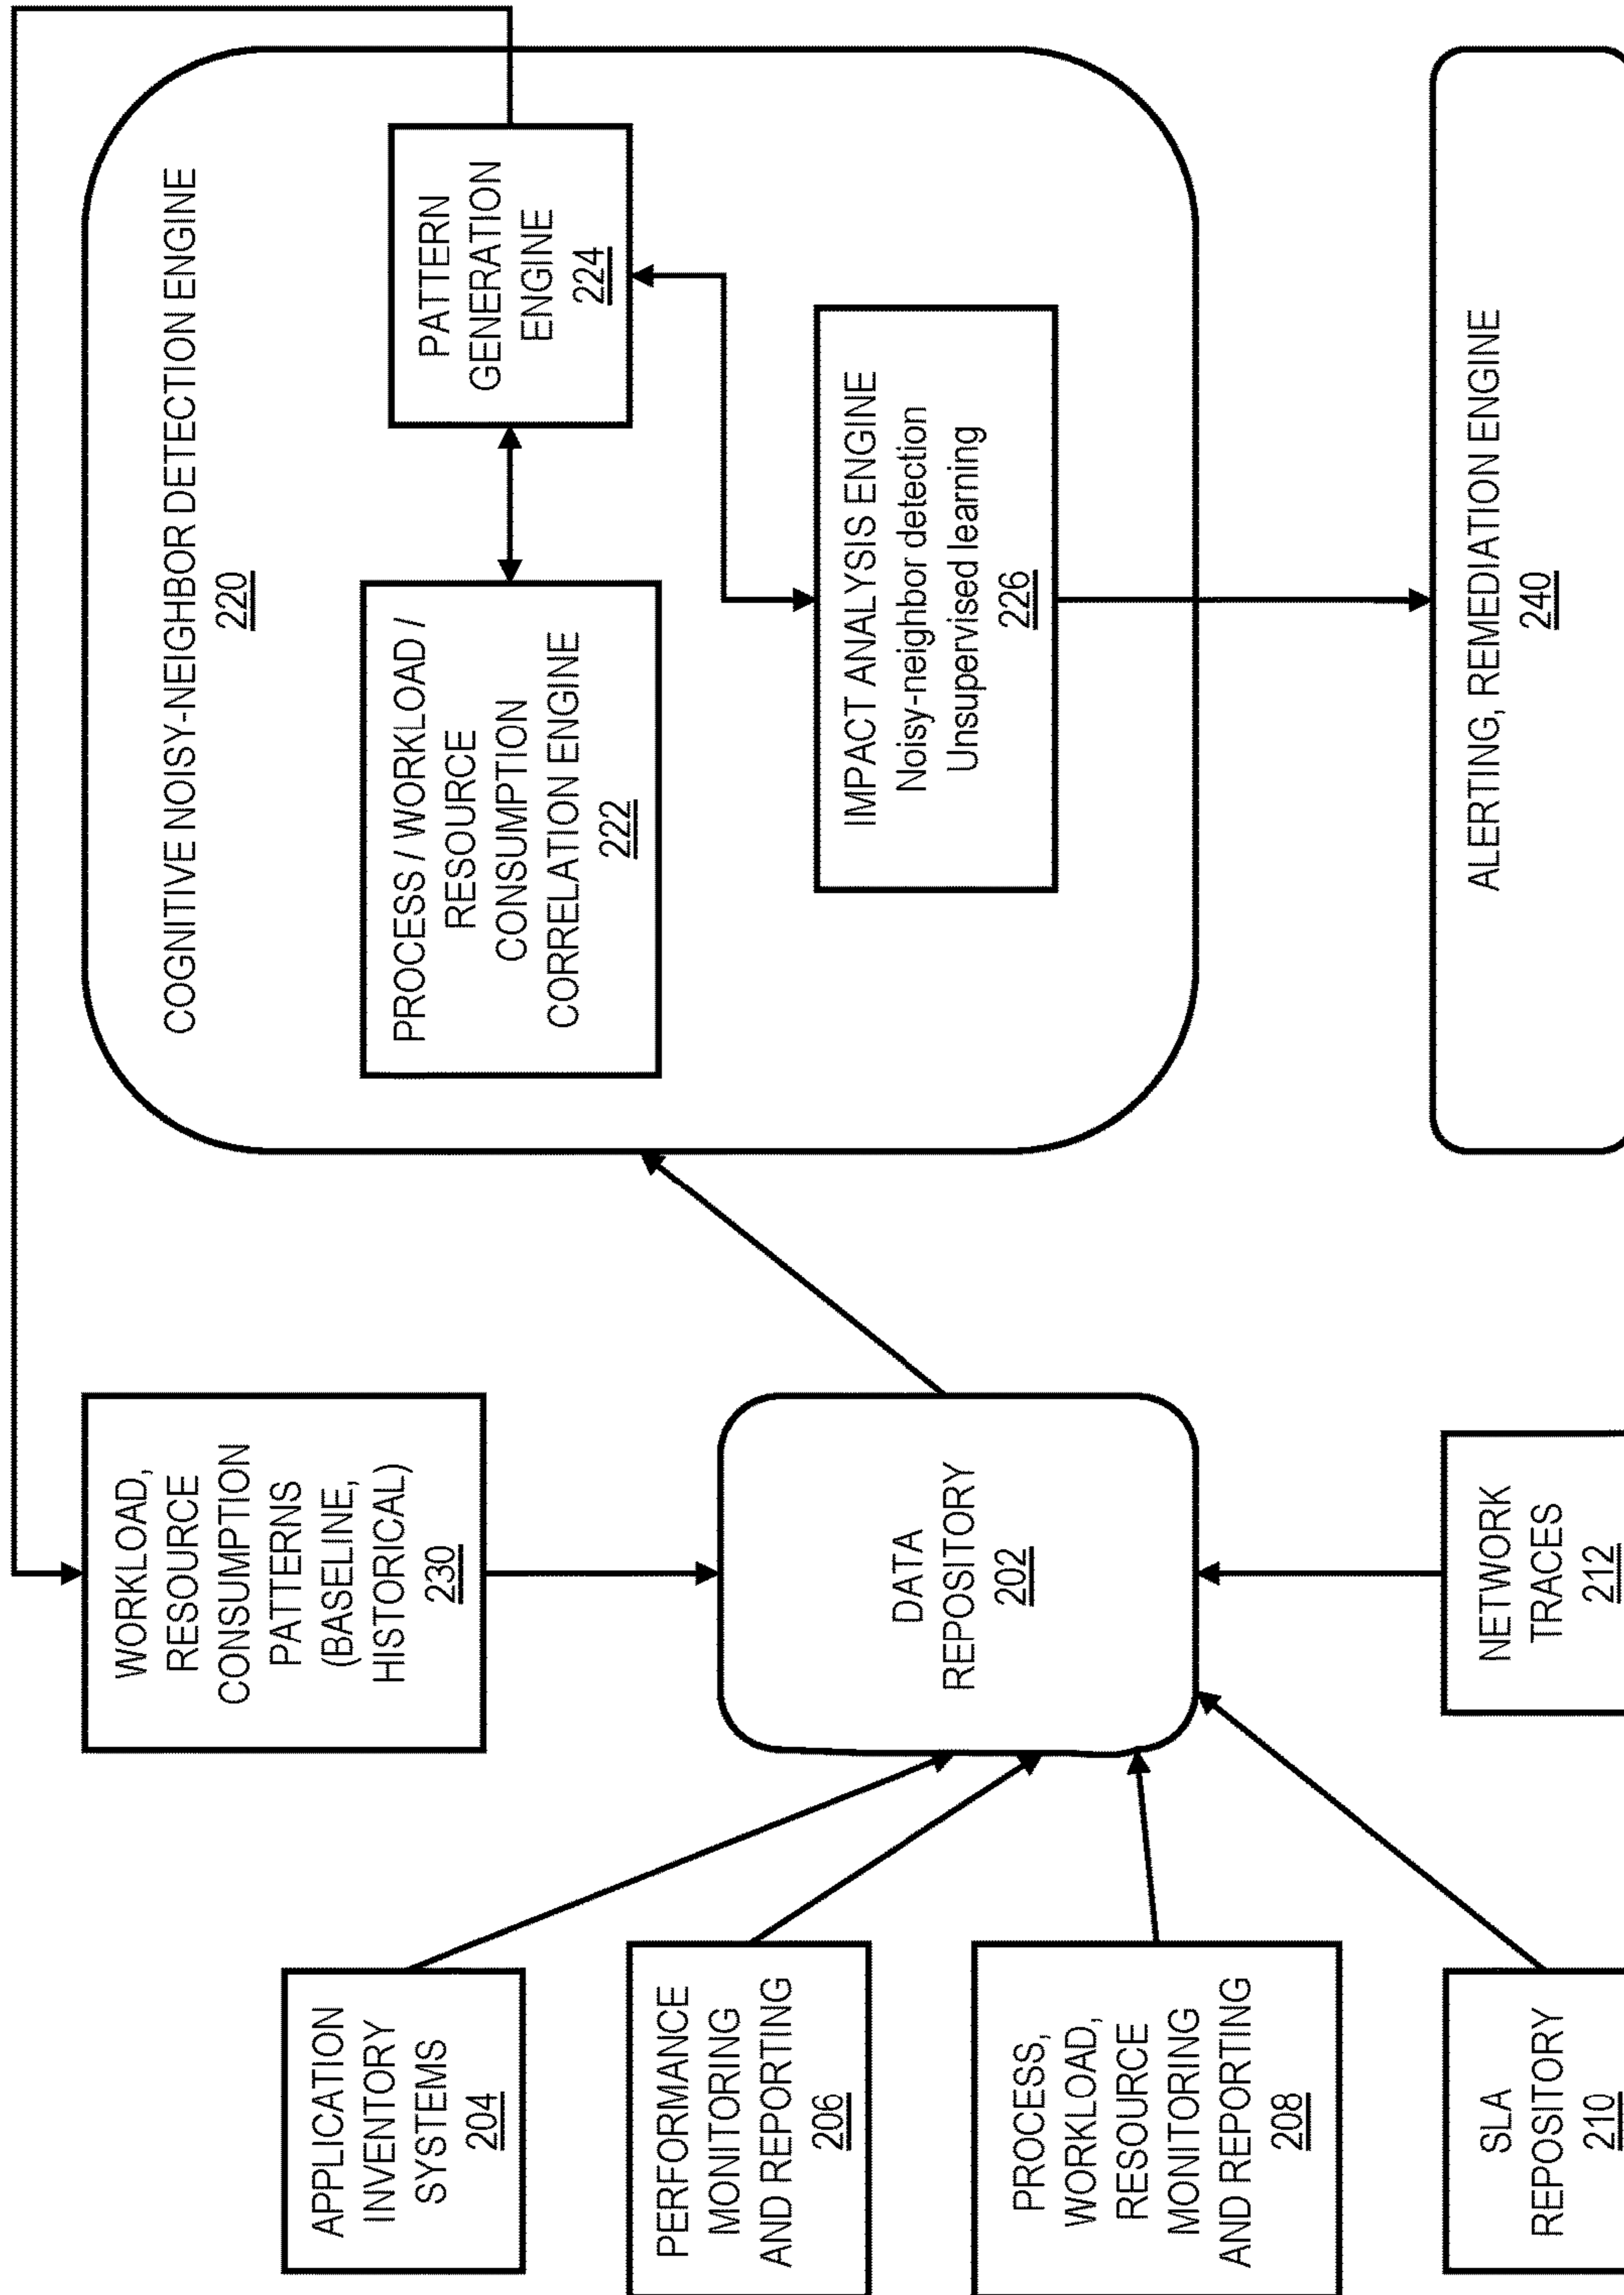 APPLICATION
INVENTORY
SYSTEMS
204
PERFORMANCE
MONITORING
AND REPORTING
206
PROCESS,
WORKLOAD,
RESOURCE
MONITORING
AND REPORTING
208
SLA
REPOSITORY
210
WORKLOAD,
RESOURCE
CONSUMPTION
PATTERNS
(BASELINE,
HISTORICAL)
230
DATA
REPOSITORY
202
NETWORK
TRACES
212
COGNITIVE NOISY-NEIGHBOR DETECTION ENGINE
220
PROCESS / WORKLOAD /
RESOURCE
CONSUMPTION
CORRELATION ENGINE
222
PATTERN
GENERATION
ENGINE
224
IMPACT ANALYSIS ENGINE
Noisy-neighbor detection
Unsupervised learning
226
ALERTING, REMEDIATION ENGINE
240